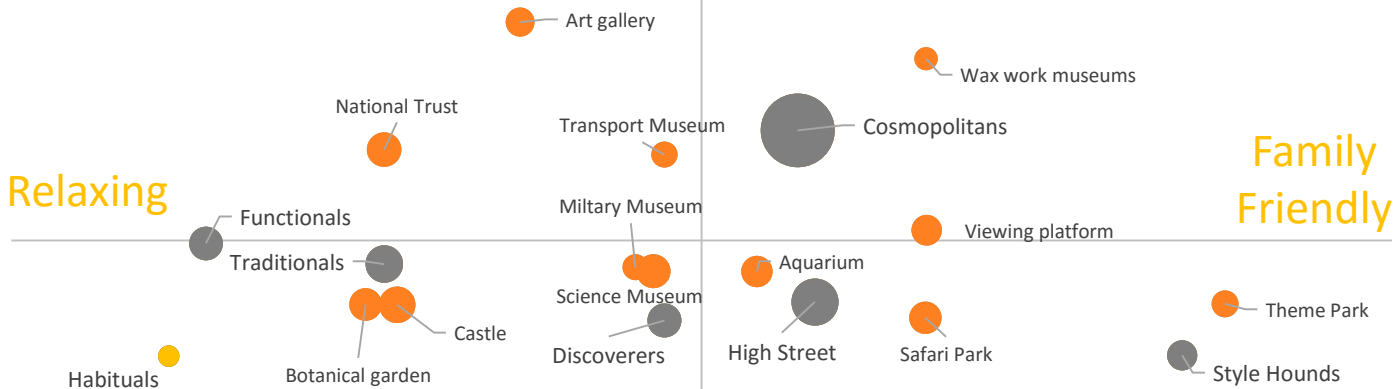 Art gallery
Wax work museums
National Trust
Transport Museum
Cosmopolitans
Family
Friendly
Relaxing
Miltary Museum
Functionals
Viewing platform
Traditionals
Aquarium
Science Museum
Theme Park
Castle
Discoverers
High Street
Safari Park
Style Hounds
Botanical garden
Habituals